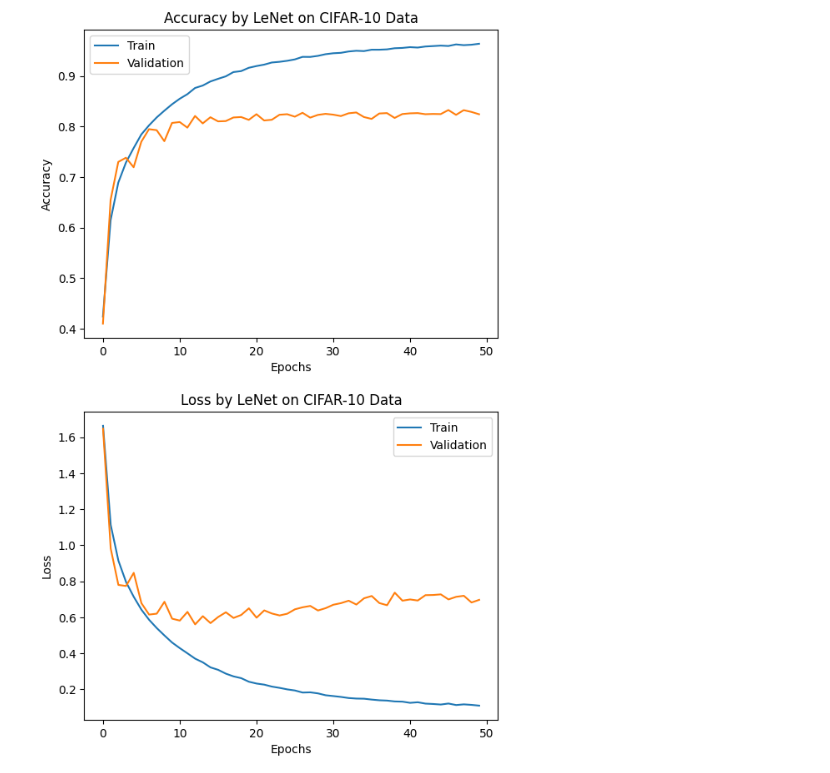 Accuracy by LeNet on CIFAR-10 Data
Train
Validation
0.9
0.8
0.7
0.6
0.5
0.4
Accuracy
0 10 20 30 40 50
Epochs
Loss by LeNet on CIFAR-10 Data
Train
Validation
1.6
1.4
1.2
1.0
0.8
0.6
0.4
0.2
Loss
0 10 20 30 40 50
Epochs